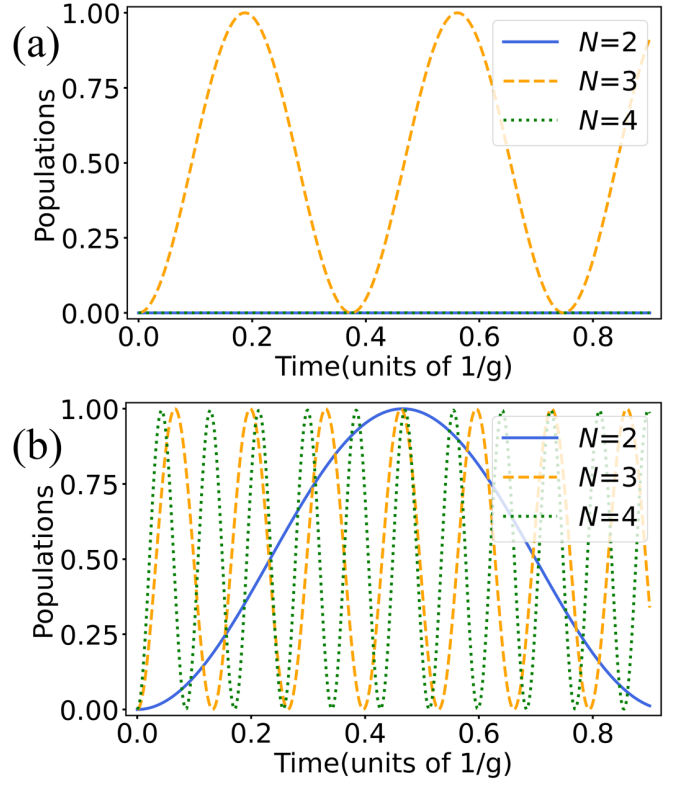 (a)
Populations
1.00
0.75
0.50
0.25
0.00
N=2
N=3
N=4
0.0 0.2 0.4 0.6 0.8
Time(units of 1/g)
(b)
Populations
1.00
0.75
0.50
0.25
0.00
N=2
N=3
N=4
0.0 0.2 0.4 0.6 0.8
Time(units of 1/g)